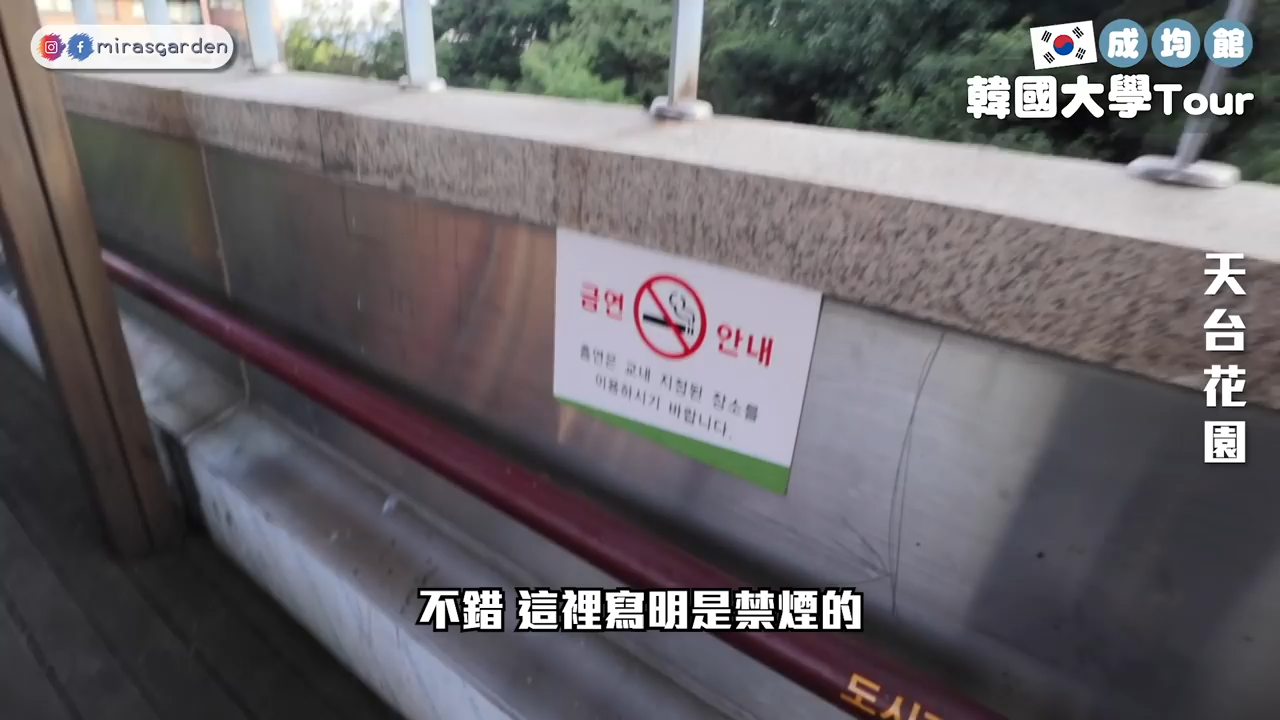 mirasgarden
成均館
韓國大學Tour
天台花園
금연 안내
흡연은 교내 지정된 장소를
이용하시기 바랍니다.
不錯 這裡寫明是禁煙的
도시